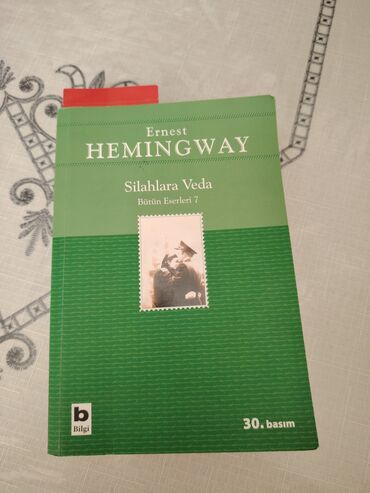 Ernest
HEMINGWAY
Silahlara Veda
Bütün Eserleri 7
b
Bilgi
30. basım